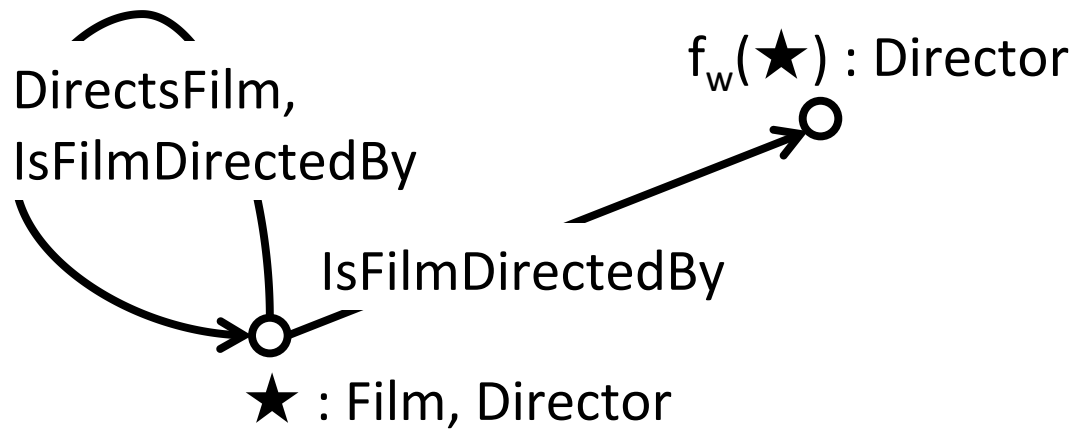 f_w(★) : Director
DirectsFilm,
IsFilmDirectedBy
IsFilmDirectedBy
★ : Film, Director